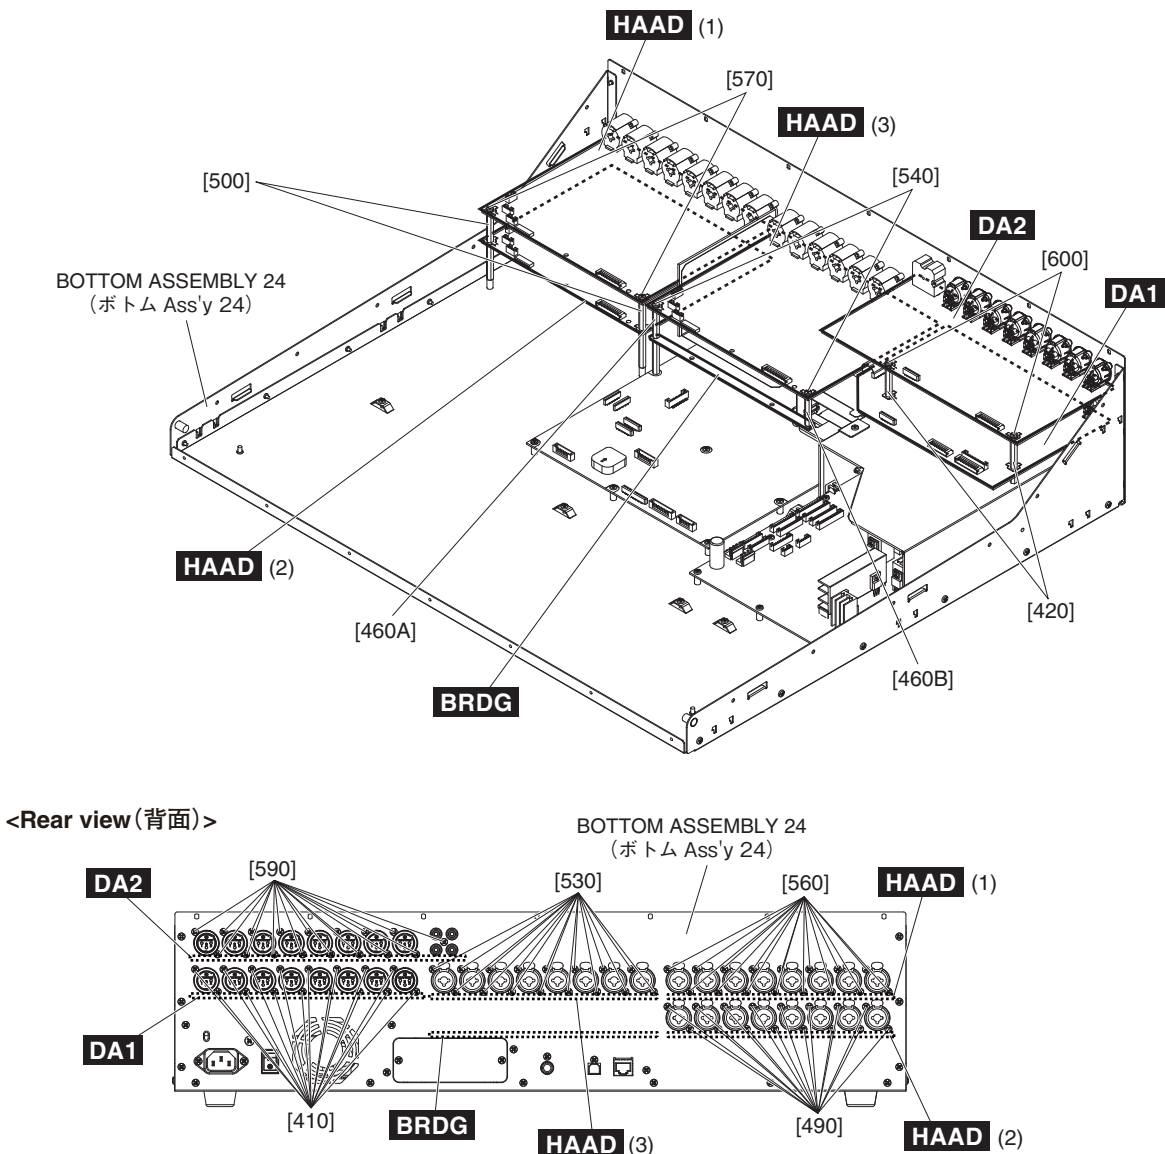 HAAD (1)
[570]
HAAD (3)
[500]
[540]
DA2
[600]
BOTTOM ASSEMBLY 24
（ボトム Ass'y 24）
DA1
HAAD (2)
[460A]
[420]
[460B]
BRDG
<Rear view（背面）>
BOTTOM ASSEMBLY 24
（ボトム Ass'y 24）
DA2
[590]
[530]
[560]
HAAD (1)
DA1
[410]
BRDG
HAAD (3)
[490]
HAAD (2)